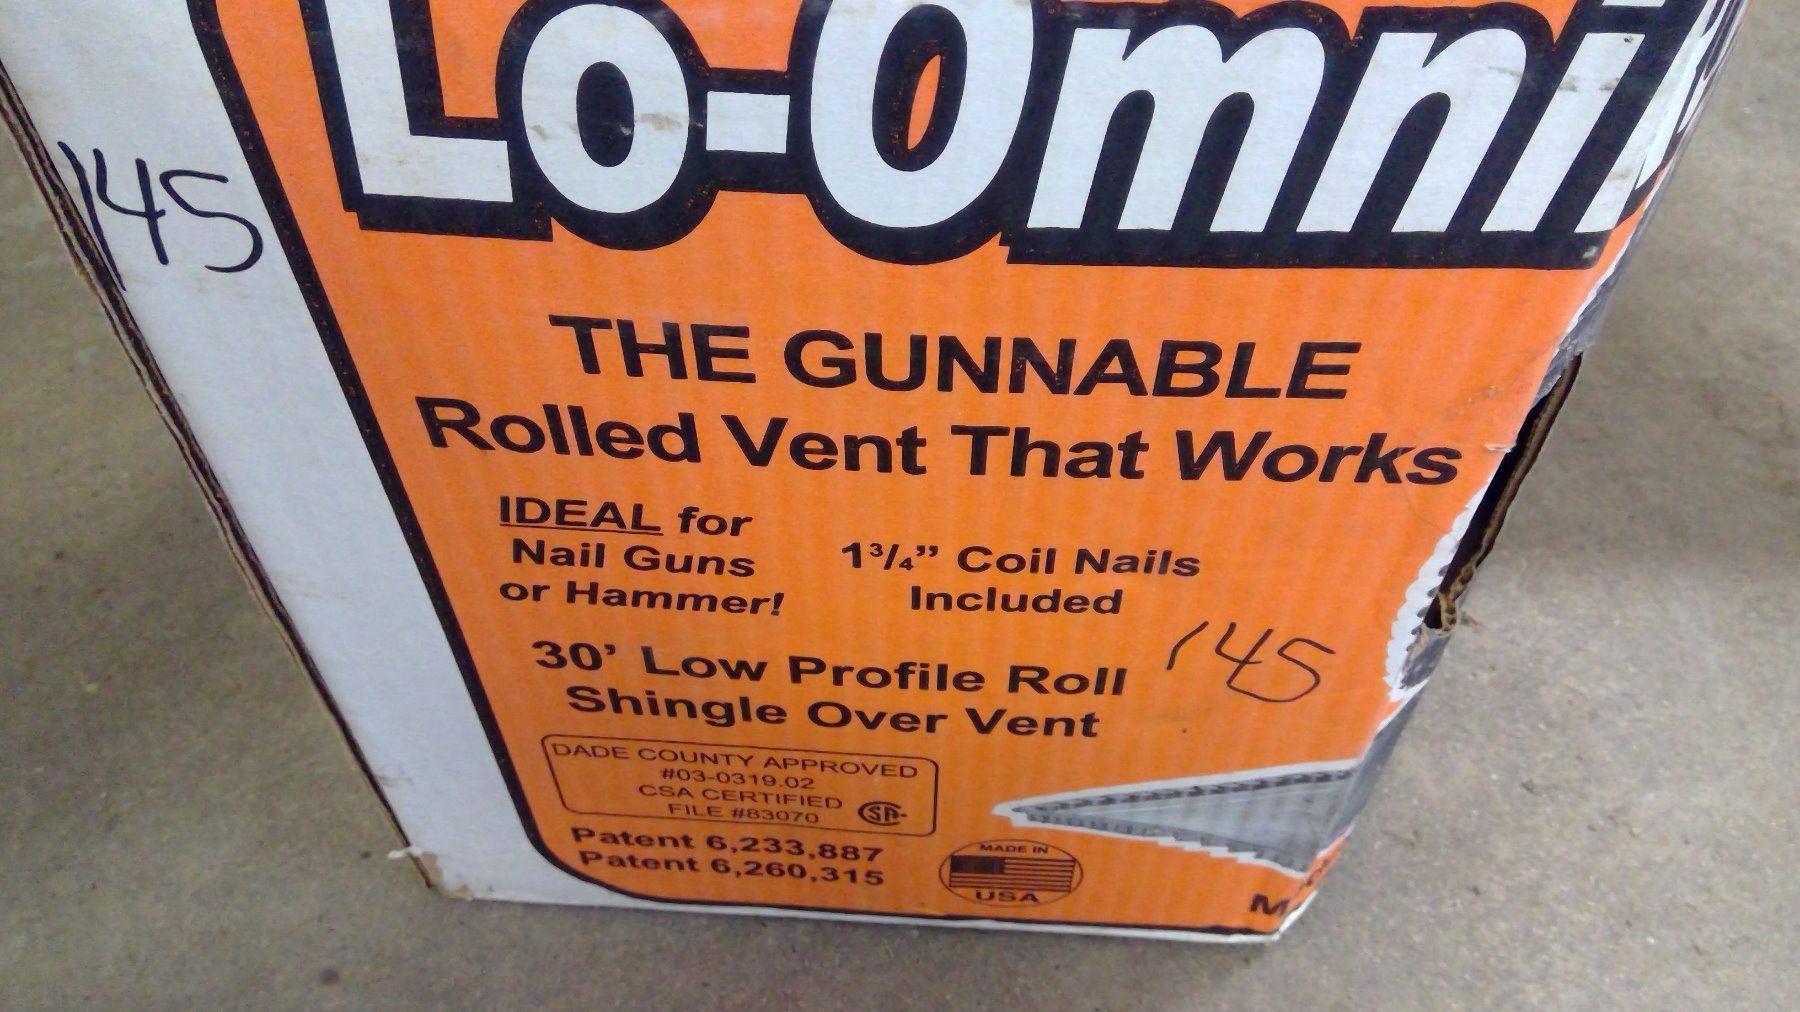 Lo-Omni
145
THE GUNNABLE
Rolled Vent That Works
IDEAL for
Nail Guns
or Hammer!
1¾” Coil Nails
Included
30’ Low Profile Roll
Shingle Over Vent
145
DADE COUNTY APPROVED
#03-0319.02
CSA CERTIFIED
FILE #83070
Patent 6,233,887
Patent 6,260,315
MADE IN
USA